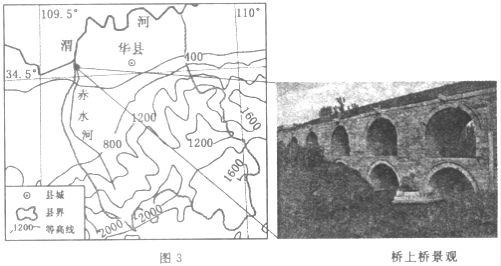 109.5°
110°
渭
河
华县
400
34.5°
赤水河
1200
1600
800
1200
1600
2000
2000
县城
县界
1200
等高线
图3
桥上桥景观